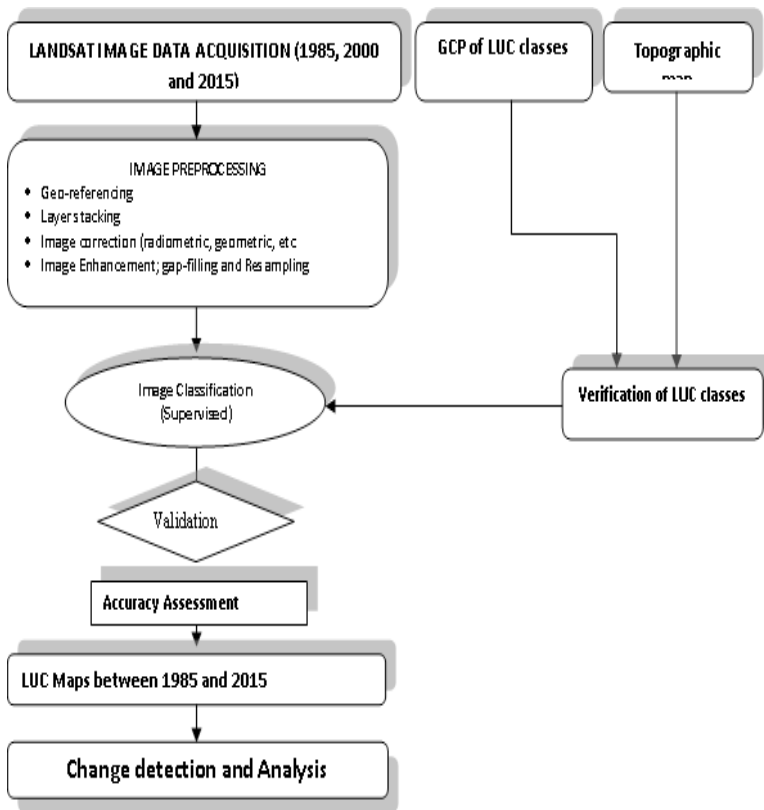 LANDSAT IMAGE DATA ACQUISITION (1985, 2000
and 2015)
GCP of LUC classes
Topographic
IMAGE PREPROCESSING
• Geo-referencing
• Layer stacking
• Image correction (radiometric, geometric, etc
• Image Enhancement; gap-filling and Resampling
Image Classification
(Supervised)
Verification of LUC classes
Validation
Accuracy Assessment
LUC Maps between 1985 and 2015
Change detection and Analysis